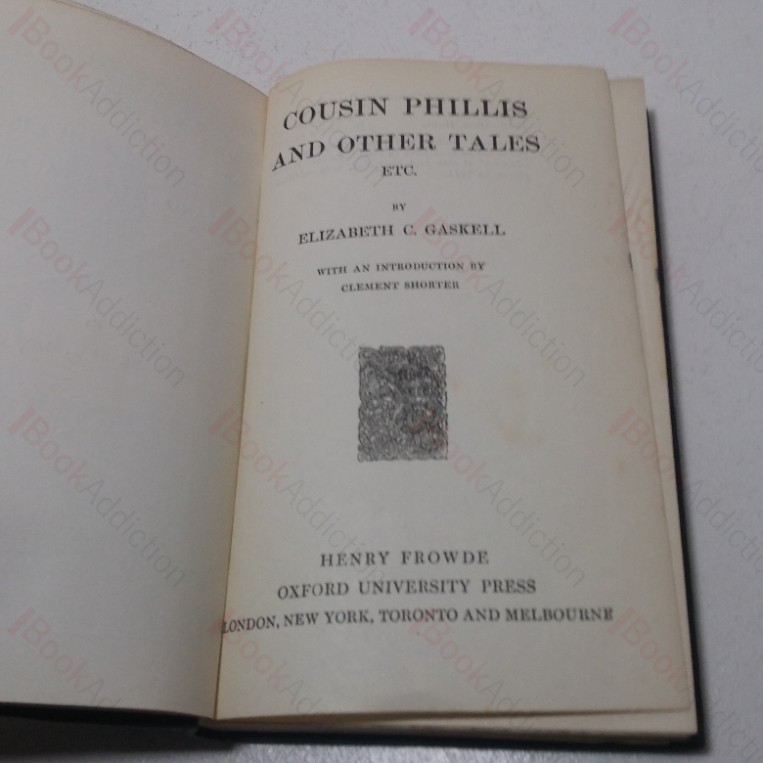 COUSIN PHILLIS
AND OTHER TALES
ETC.
BY
ELIZABETH C. GASKELL
WITH AN INTRODUCTION BY
CLEMENT SHORTER
HENRY FROWDE
OXFORD UNIVERSITY PRESS
LONDON, NEW YORK, TORONTO AND MELBOURNE
BookAddiction